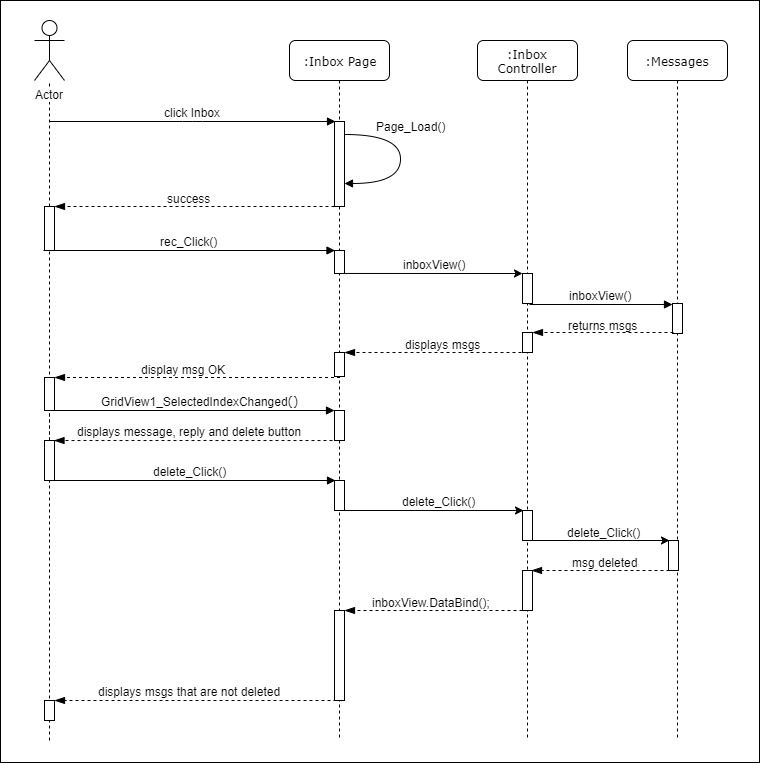 :Inbox Page
:Inbox
Controller
:Messages
Actor
click Inbox
Page_Load()
success
rec_Click()
inboxView()
inboxView()
returns msgs
displays msgs
display msg OK
GridView1_SelectedIndexChanged()
displays message, reply and delete button
delete_Click()
delete_Click()
delete_Click()
msg deleted
inboxView.DataBind();
displays msgs that are not deleted